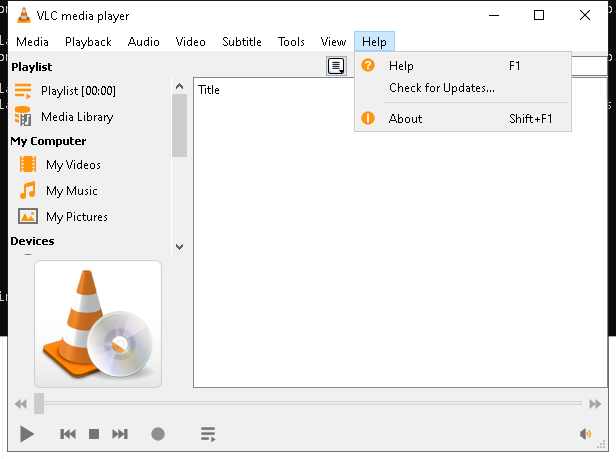 VLC media player
Media Playback Audio Video Subtitle Tools View Help
Playlist
Help F1
Playlist [00:00]
Title
Check for Updates...
Media Library
About Shift+F1
My Computer
My Videos
My Music
My Pictures
Devices